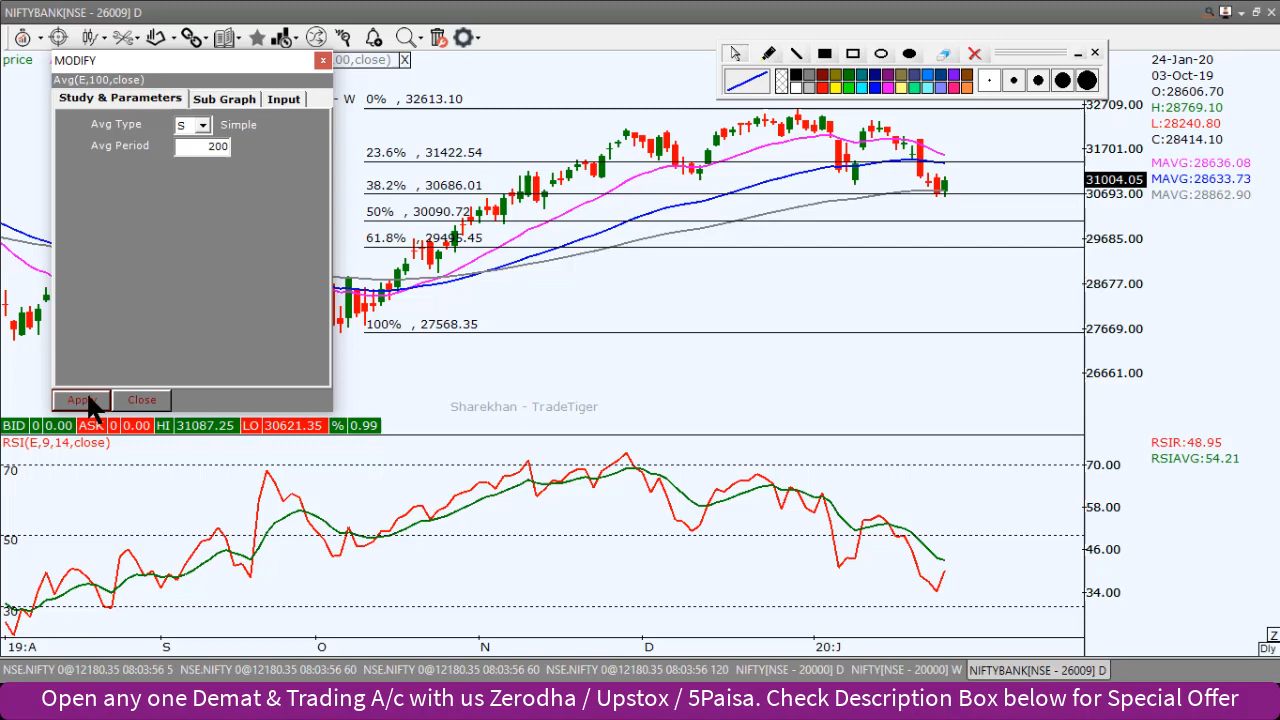 NIFTYBANK[NSE - 26009] D
price
00,close) X
MODIFY
Avg(E,100,close)
Study & Parameters Sub Graph Input
Avg Type S Simple
Avg Period 200
Apply Close
W 0% , 32613.10
23.6% , 31422.54
38.2% , 30686.01
50% , 30090.72
61.8% , 29495.45
100% , 27568.35
32709.00
31701.00
31004.05
30693.00
29685.00
28677.00
27669.00
26661.00
24-Jan-20
03-Oct-19
O:28606.70
H:28769.10
L:28240.80
C:28414.10
MAVG:28636.08
MAVG:28633.73
MAVG:28862.90
Sharekhan - TradeTiger
BID 0 0.00 ASK 0 0.00 HI 31087.25 LO 30621.35 % 0.99
RSI(E,9,14,close)
RSIR:48.95
RSIAVG:54.21
70
50
30
70.00
58.00
46.00
34.00
19:A S O N D 20:J
Z
Dly
NSE.NIFTY 0@12180.35 08:03:56 5 NSE.NIFTY 0@12180.35 08:03:56 60 NSE.NIFTY 0@12180.35 08:03:56 60 NSE.NIFTY 0@12180.35 08:03:56 120 NIFTY[NSE - 20000] D NIFTY[NSE - 20000] W NIFTYBANK[NSE - 26009] D
Open any one Demat & Trading A/c with us Zerodha / Upstox / 5Paisa. Check Description Box below for Special Offer